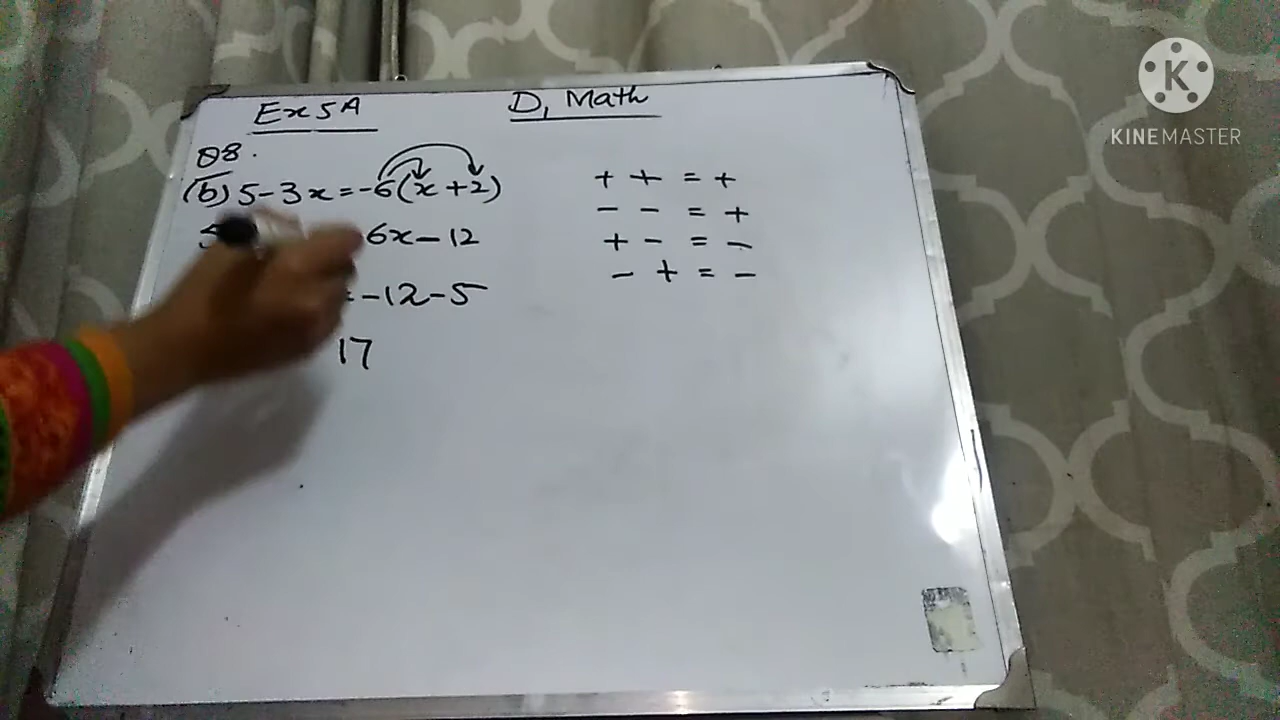 Ex 5A
D, Math
Q8.
(b) 5-3x=-6(x+2)
6x-12
=-12-5
17
+ + = +
- - = +
+ - = -
- + = -
K
KINEMASTER